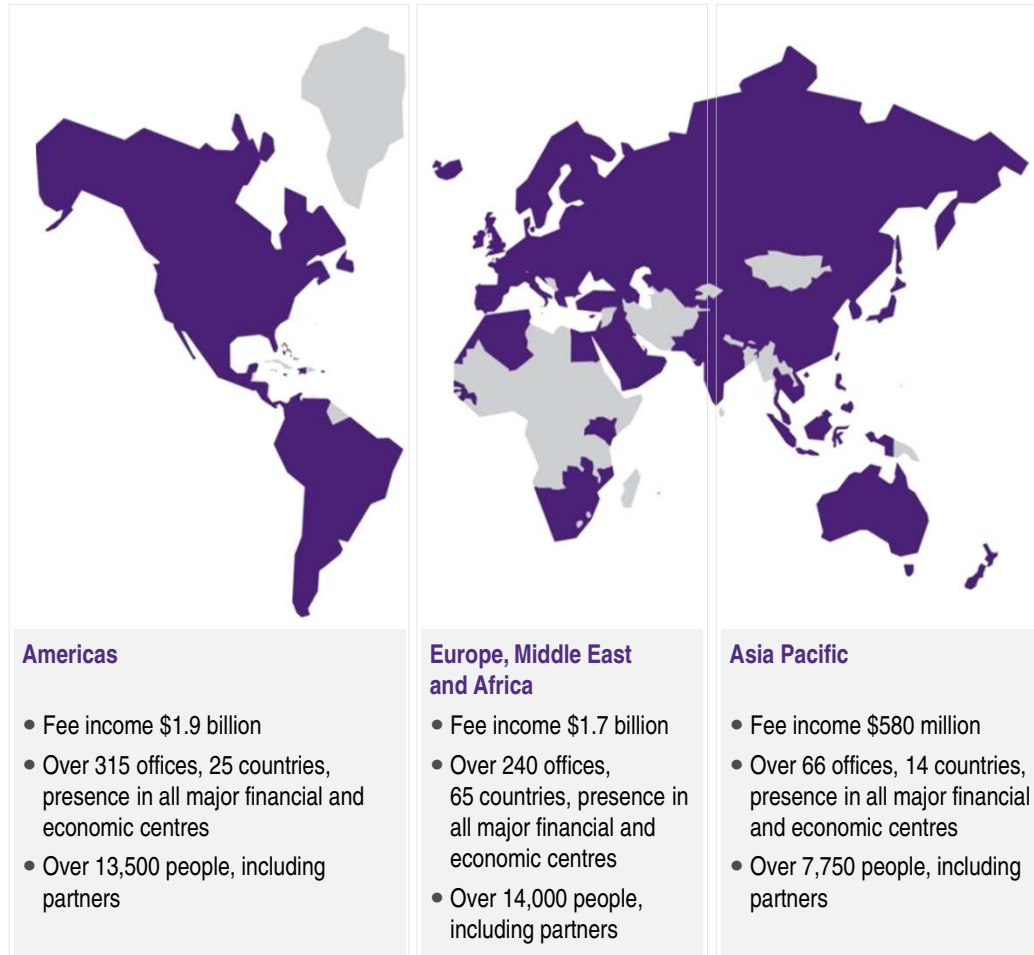 Americas
• Fee income $1.9 billion
• Over 315 offices, 25 countries,
presence in all major financial and
economic centres
• Over 13,500 people, including
partners
Europe, Middle East
and Africa
• Fee income $1.7 billion
• Over 240 offices,
65 countries, presence in
all major financial and
economic centres
• Over 14,000 people,
including partners
Asia Pacific
• Fee income $580 million
• Over 66 offices, 14 countries,
presence in all major financial
and economic centres
• Over 7,750 people, including
partners